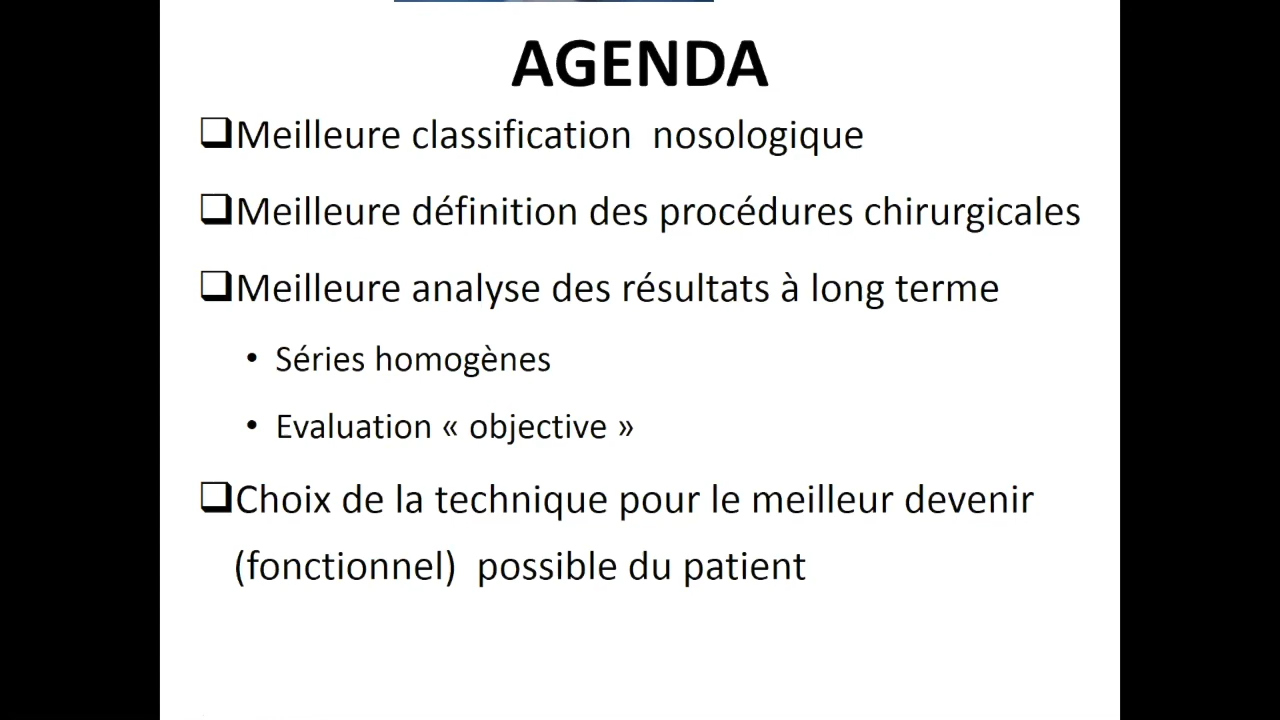 AGENDA
❑Meilleure classification  nosologique
❑Meilleure définition des procédures chirurgicales
❑Meilleure analyse des résultats à long terme
• Séries homogènes
• Evaluation « objective »
❑Choix de la technique pour le meilleur devenir
(fonctionnel)  possible du patient